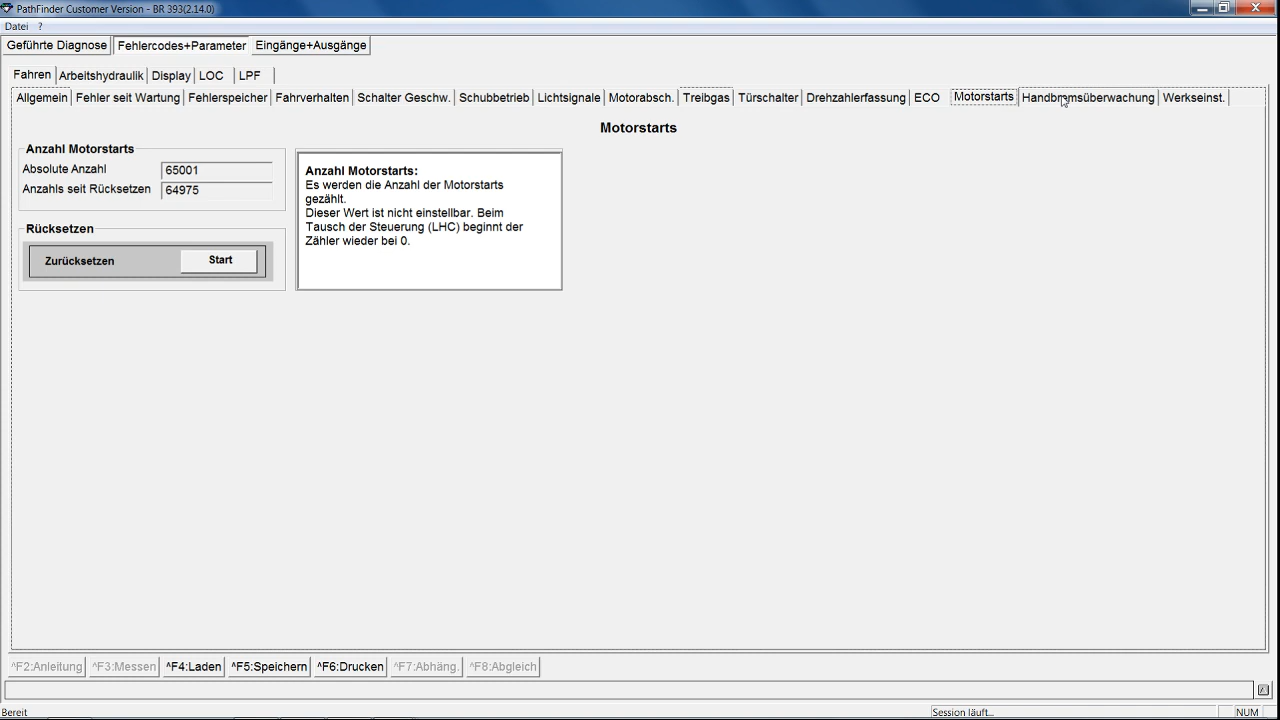 PathFinder Customer Version - BR 393(2.14.0)
Datei ?
Geführte Diagnose Fehlercodes+Parameter Eingänge+Ausgänge
Fahren Arbeitshydraulik Display LOC LPF
Allgemein Fehler seit Wartung Fehlerspeicher Fahrverhalten Schalter Geschw. Schubbetrieb Lichtsignale Motorabsch. Treibgas Türschalter Drehzahlerfassung ECO Motorstarts Handbremsüberwachung Werkseinst.
Motorstarts
Anzahl Motorstarts
Absolute Anzahl 65001
Anzahls seit Rücksetzen 64975
Rücksetzen
Zurücksetzen Start
Anzahl Motorstarts:
Es werden die Anzahl der Motorstarts
gezählt.
Dieser Wert ist nicht einstellbar. Beim
Tausch der Steuerung (LHC) beginnt der
Zähler wieder bei 0.
^F2:Anleitung ^F3:Messen ^F4:Laden ^F5:Speichern ^F6:Drucken ^F7:Abhäng. ^F8:Abgleich
Bereit Session läuft... NUM